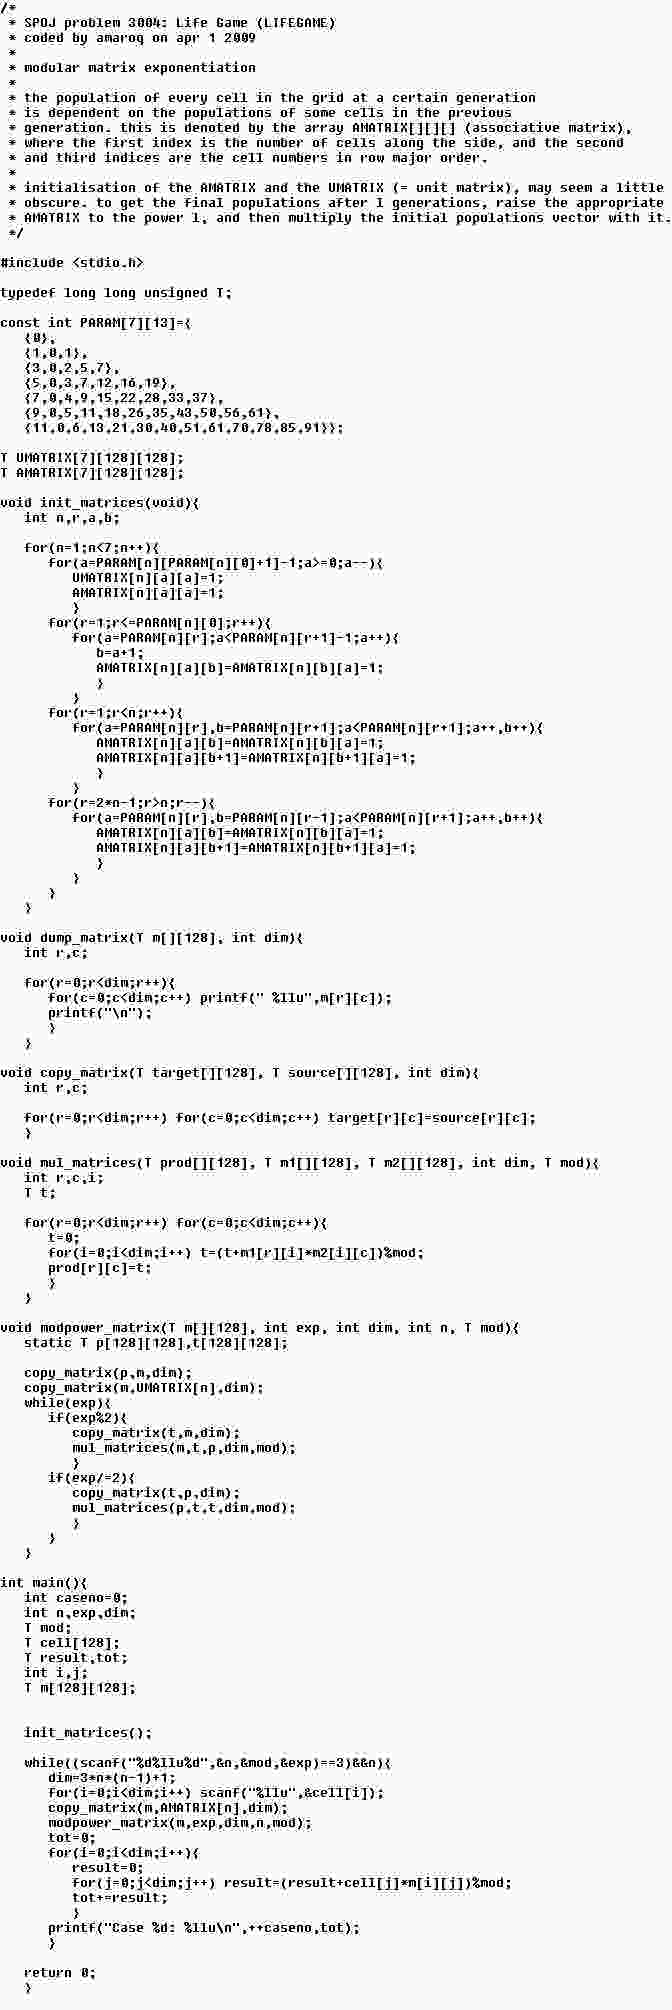 /*
 * SPOJ problem 3004: Life Game (LIFEGAME)
 * coded by amaroq on apr 1 2009
 *
 * modular matrix exponentiation
 *
 * the population of every cell in the grid at a certain generation
 * is dependent on the populations of some cells in the previous
 * generation. this is denoted by the array AMATRIX[][][] (associative matrix),
 * where the first index is the number of cells along the side, and the second
 * and third indices are the cell numbers in row major order.
 *
 * initialisation of the AMATRIX and the UMATRIX (= unit matrix), may seem a little
 * obscure. to get the final populations after I generations, raise the appropriate
 * AMATRIX to the power l, and then multiply the initial populations vector with it.
 */

#include <stdio.h>

typedef long long unsigned T;

const int PARAM[7][13]={
   {0},
   {1,0,1},
   {3,0,2,5,7},
   {5,0,3,7,12,16,19},
   {7,0,4,9,15,22,28,33,37},
   {9,0,5,11,18,26,35,43,50,56,61},
   {11,0,6,13,21,30,40,51,61,70,78,85,91}};

T UMATRIX[7][128][128];
T AMATRIX[7][128][128];

void init_matrices(void){
   int n,r,a,b;

   for(n=1;n<7;n++){
      for(a=PARAM[n][PARAM[n][0]+1]-1;a>=0;a--){
         UMATRIX[n][a][a]=1;
         AMATRIX[n][a][a]=1;
         }
      for(r=1;r<=PARAM[n][0];r++){
         for(a=PARAM[n][r];a<PARAM[n][r+1]-1;a++){
            b=a+1;
            AMATRIX[n][a][b]=AMATRIX[n][b][a]=1;
            }
         }
      for(r=1;r<n;r++){
         for(a=PARAM[n][r],b=PARAM[n][r+1];a<PARAM[n][r+1];a++,b++){
            AMATRIX[n][a][b]=AMATRIX[n][b][a]=1;
            AMATRIX[n][a][b+1]=AMATRIX[n][b+1][a]=1;
            }
         }
      for(r=2*n-1;r>n;r--){
         for(a=PARAM[n][r],b=PARAM[n][r-1];a<PARAM[n][r+1];a++,b++){
            AMATRIX[n][a][b]=AMATRIX[n][b][a]=1;
            AMATRIX[n][a][b+1]=AMATRIX[n][b+1][a]=1;
            }
         }
      }
   }

void dump_matrix(T m[][128], int dim){
   int r,c;

   for(r=0;r<dim;r++){
      for(c=0;c<dim;c++) printf(" %llu",m[r][c]);
      printf("\n");
      }
   }

void copy_matrix(T target[][128], T source[][128], int dim){
   int r,c;

   for(r=0;r<dim;r++) for(c=0;c<dim;c++) target[r][c]=source[r][c];
   }

void mul_matrices(T prod[][128], T m1[][128], T m2[][128], int dim, T mod){
   int r,c,i;
   T t;

   for(r=0;r<dim;r++) for(c=0;c<dim;c++){
      t=0;
      for(i=0;i<dim;i++) t=(t+m1[r][i]*m2[i][c])%mod;
      prod[r][c]=t;
      }
   }

void modpower_matrix(T m[][128], int exp, int dim, int n, T mod){
   static T p[128][128],t[128][128];

   copy_matrix(p,m,dim);
   copy_matrix(m,UMATRIX[n],dim);
   while(exp){
      if(exp%2){
         copy_matrix(t,m,dim);
         mul_matrices(m,t,p,dim,mod);
         }
      if(exp/=2){
         copy_matrix(t,p,dim);
         mul_matrices(p,t,t,dim,mod);
         }
      }
   }

int main(){
   int caseno=0;
   int n,exp,dim;
   T mod;
   T cell[128];
   T result,tot;
   int i,j;
   T m[128][128];


   init_matrices();

   while((scanf("%d%llu%d",&n,&mod,&exp)==3)&&n){
      dim=3*n*(n-1)+1;
      for(i=0;i<dim;i++) scanf("%llu",&cell[i]);
      copy_matrix(m,AMATRIX[n],dim);
      modpower_matrix(m,exp,dim,n,mod);
      tot=0;
      for(i=0;i<dim;i++){
         result=0;
         for(j=0;j<dim;j++) result=(result+cell[j]*m[i][j])%mod;
         tot+=result;
         }
      printf("Case %d: %llu\n",++caseno,tot);
      }

   return 0;
   }